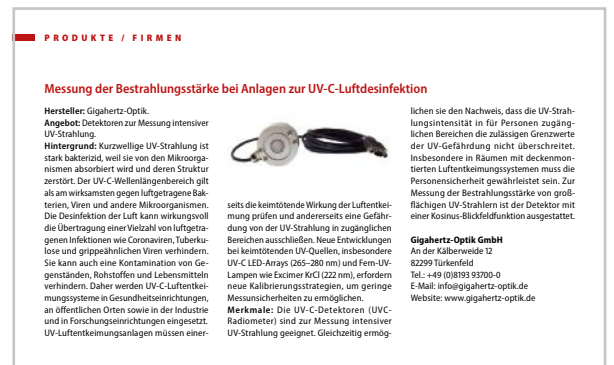 PRODUKTE / FIRMEN
Messung der Bestrahlungsstärke bei Anlagen zur UV-C-Luftdesinfektion
Hersteller: Gigahertz-Optik.
Angebot: Detektoren zur Messung intensiver
UV-Strahlung.
Hintergrund: Kurzwellige UV-Strahlung ist
stark bakterizid, weil sie von den Mikroorga-
nismen absorbiert wird und deren Struktur
zerstört. Der UV-C-Wellenlängenbereich gilt
als am wirksamsten gegen luftgetragene Bak-
terien, Viren und andere Mikroorganismen.
Die Desinfektion der Luft kann wirkungsvoll
die Übertragung einer Vielzahl von luftgetra-
genen Infektionen wie Coronaviren, Tuberku-
lose und grippeähnlichen Viren verhindern.
Sie kann auch eine Kontamination von Ge-
genständen, Rohstoffen und Lebensmitteln
verhindern. Daher werden UV-C-Luftentkei-
mungssysteme in Gesundheitseinrichtungen,
an öffentlichen Orten sowie in der Industrie
und in Forschungseinrichtungen eingesetzt.
UV-Luftentkeimungsanlagen müssen einer-
seits die keimtötende Wirkung der Luftentkei-
mung prüfen und andererseits eine Gefähr-
dung von der UV-Strahlung in zugänglichen
Bereichen ausschließen. Neue Entwicklungen
bei keimtötenden UV-Quellen, insbesondere
UV-C LED-Arrays (265–280 nm) und Fern-UV-
Lampen wie Excimer KrCl (222 nm), erfordern
neue Kalibrierungsstrategien, um geringe
Messunsicherheiten zu ermöglichen.
Merkmale: Die UV-C-Detektoren (UVC-
Radiometer) sind zur Messung intensiver
UV-Strahlung geeignet. Gleichzeitig ermög-
lichen sie den Nachweis, dass die UV-Strah-
lungsintensität in für Personen zugäng-
lichen Bereichen die zulässigen Grenzwerte
der UV-Gefährdung nicht überschreitet.
Insbesondere in Räumen mit deckenmon-
tierten Luftentkeimungssystemen muss die
Personensicherheit gewährleistet sein. Zur
Messung der Bestrahlungsstärke von groß-
flächigen UV-Strahlern ist der Detektor mit
einer Kosinus-Blickfeldfunktion ausgestattet.
Gigahertz-Optik GmbH
An der Kälberweide 12
82299 Türkenfeld
Tel.: +49 (0)8193 93700-0
E-Mail: info@gigahertz-optik.de
Website: www.gigahertz-optik.de